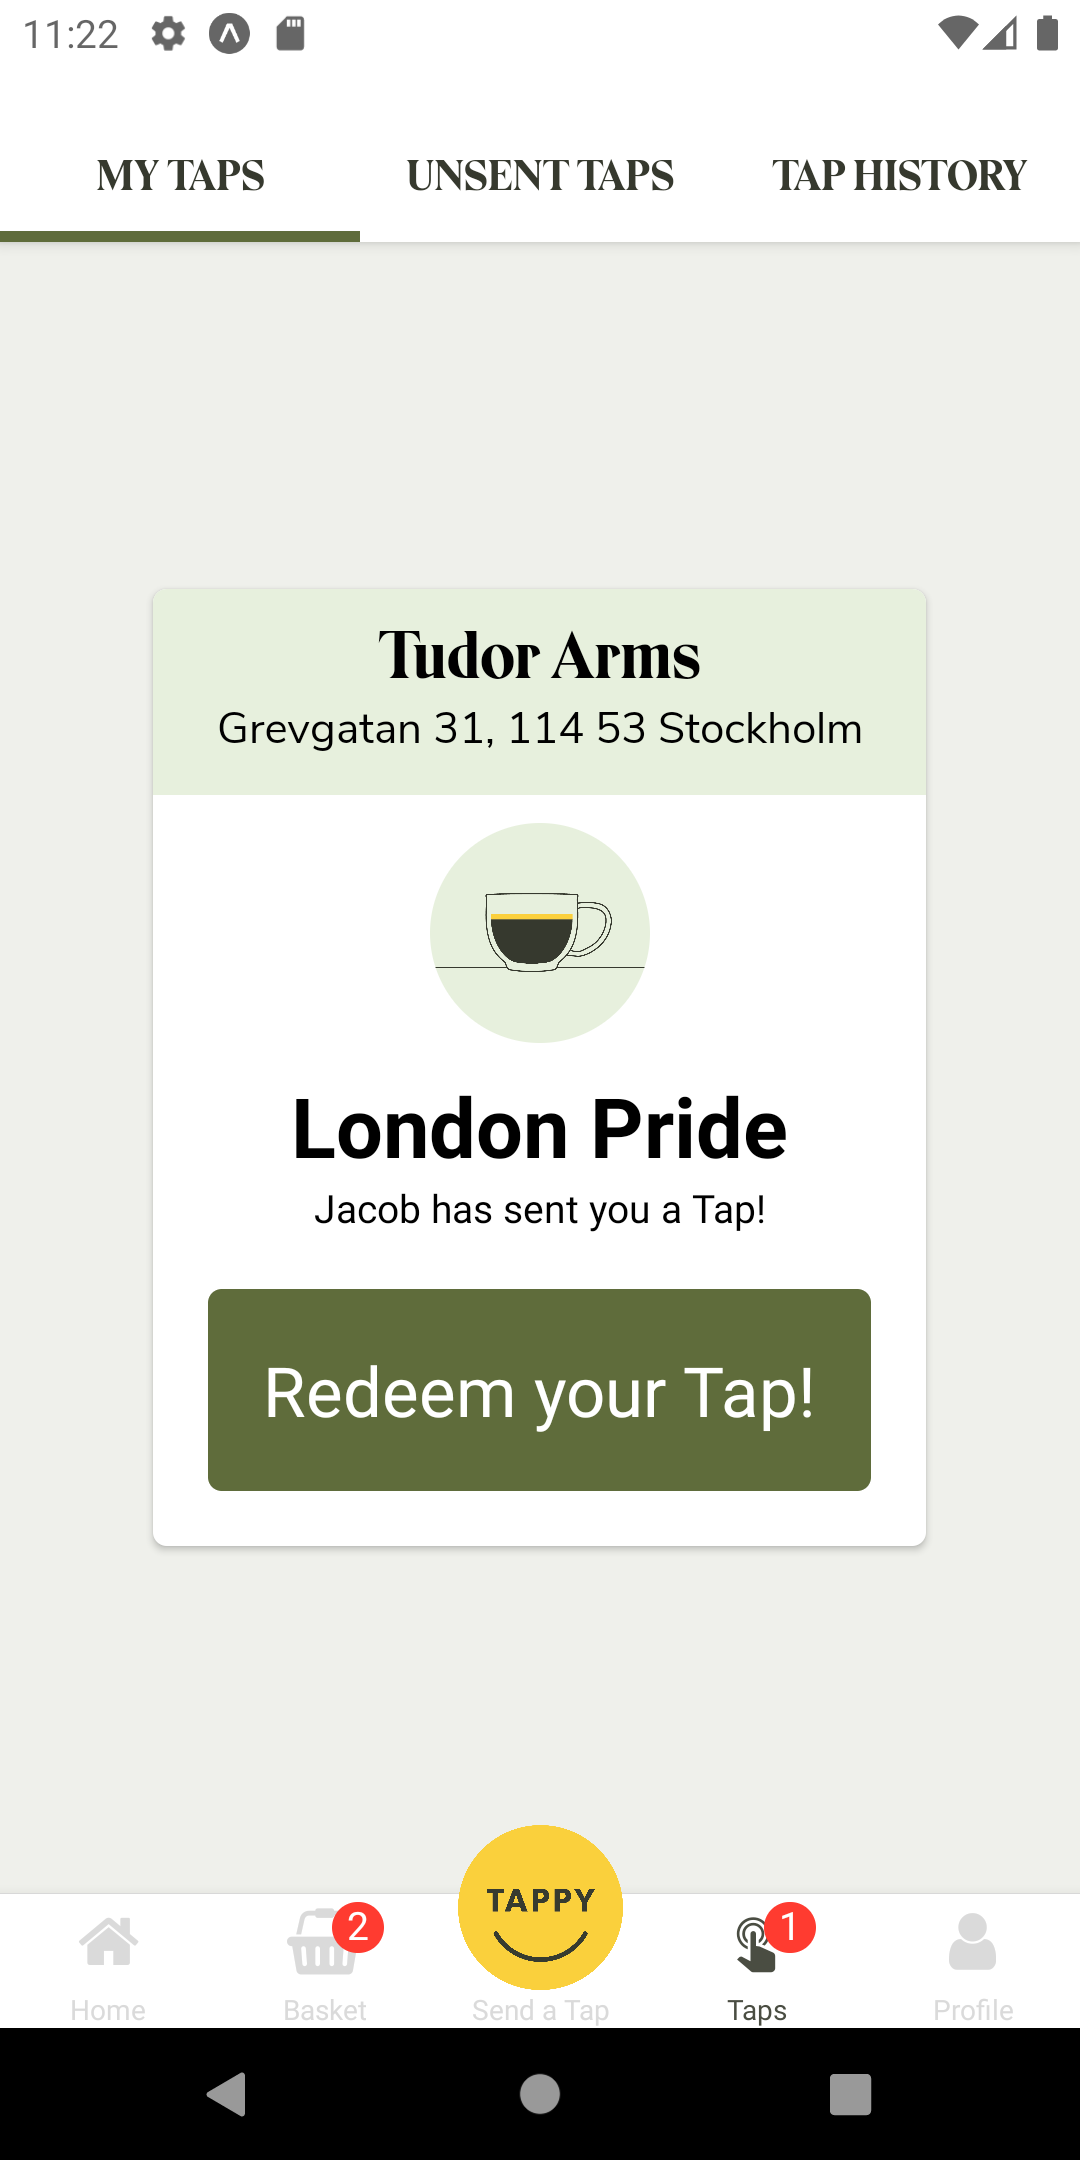 11:22
MY TAPS
UNSENT TAPS
TAP HISTORY
Tudor Arms
Grevgatan 31, 114 53 Stockholm
London Pride
Jacob has sent you a Tap!
Redeem your Tap!
TAPPY
2
1
Home
Basket
Send a Tap
Taps
Profile